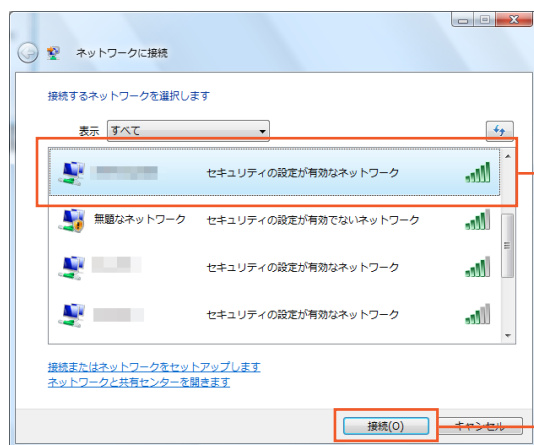 ネットワークに接続
接続するネットワークを選択します
表示 すべて
セキュリティの設定が有効なネットワーク
無題なネットワーク セキュリティの設定が有効でないネットワーク
セキュリティの設定が有効なネットワーク
セキュリティの設定が有効なネットワーク
接続またはネットワークをセットアップします
ネットワークと共有センターを開きます
接続(O) キャンセル